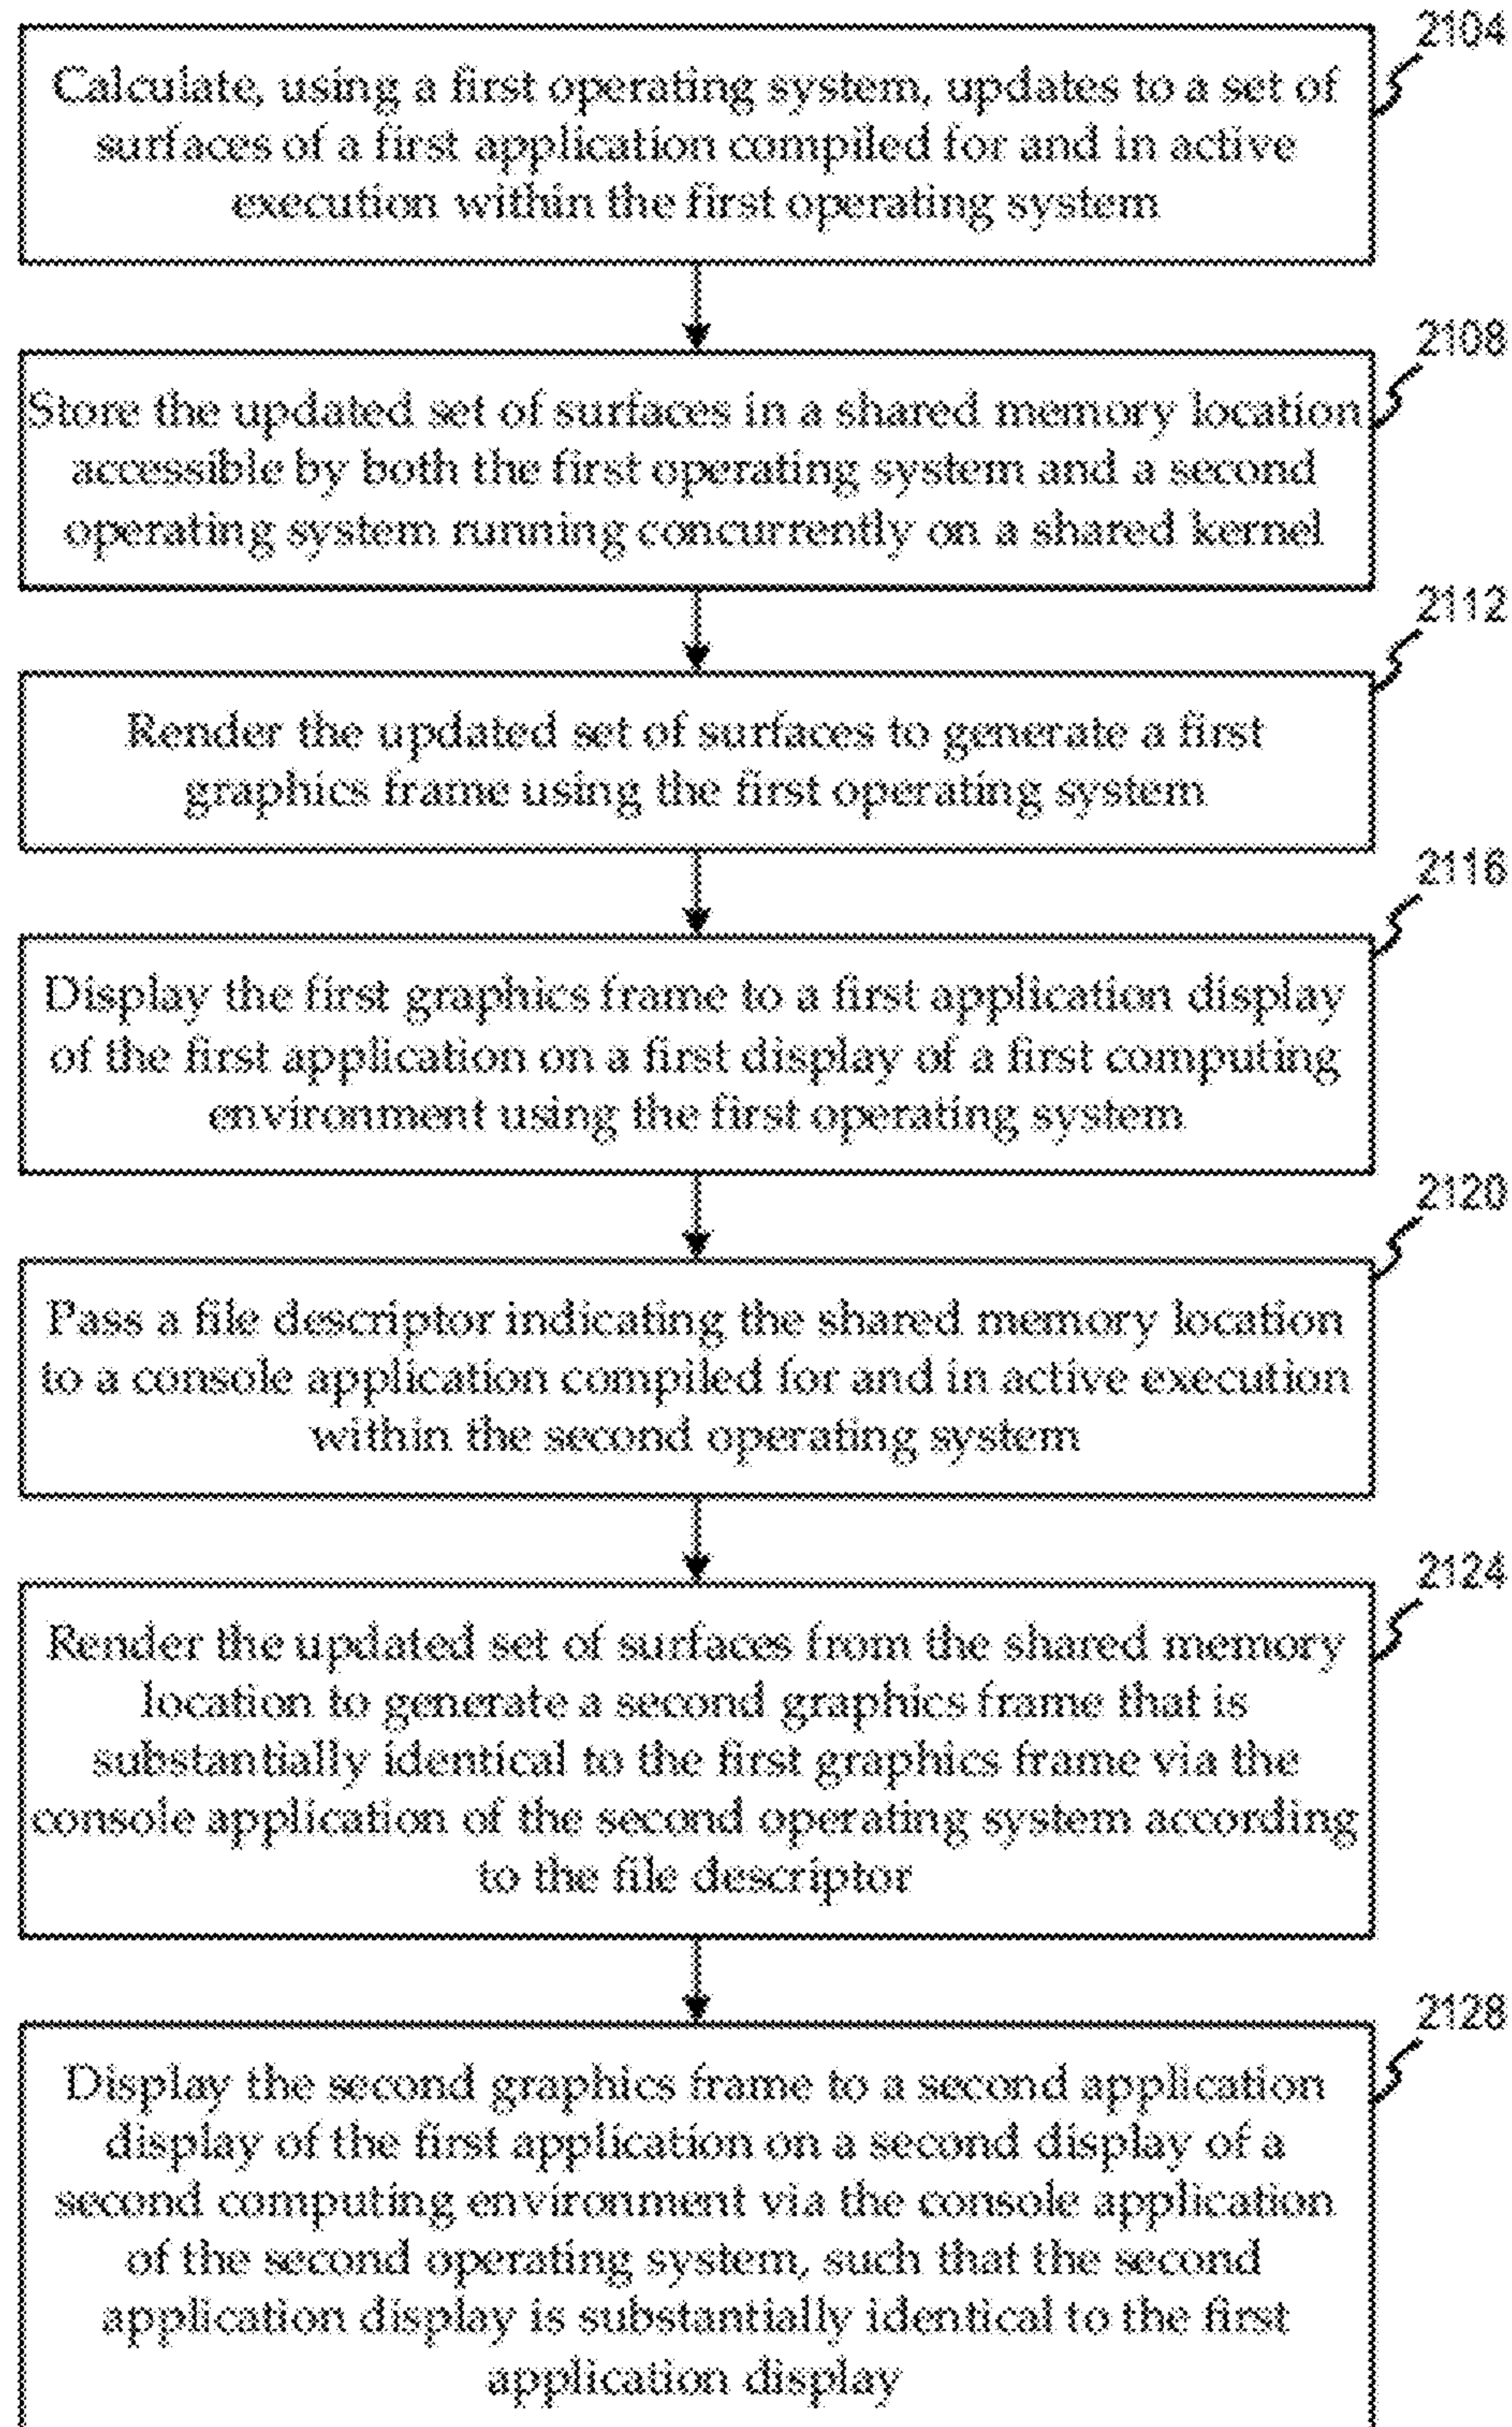 2104
Calculate, using a first operating system, updates to a set of
surfaces of a first application compiled for and in active
execution within the first operating system
2108
Store the updated set of surfaces in a shared memory location
accessible by both the first operating system and a second
operating system running concurrently on a shared kernel
2112
Render the updated set of surfaces to generate a first
graphics frame using the first operating system
2116
Display the first graphics frame to a first application display
of the first application on a first display of a first computing
environment using the first operating system
2120
Pass a file descriptor indicating the shared memory location
to a console application compiled for and in active execution
within the second operating system
2124
Render the updated set of surfaces from the shared memory
location to generate a second graphics frame that is
substantially identical to the first graphics frame via the
console application of the second operating system according
to the file descriptor
2128
Display the second graphics frame to a second application
display of the first application on a second display of a
second computing environment via the console application
of the second operating system, such that the second
application display is substantially identical to the first
application display